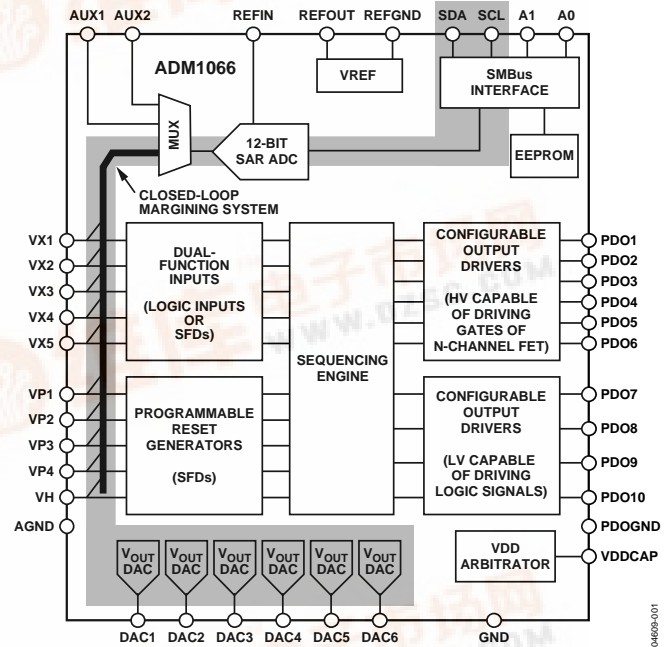 AUX1 AUX2 REFIN REFOUT REFGND SDA SCL A1 A0
ADM1066
VREF
SMBus
INTERFACE
MUX
12-BIT
SAR ADC
EEPROM
CLOSED-LOOP
MARGINING SYSTEM
VX1
VX2
VX3
VX4
VX5
DUAL-
FUNCTION
INPUTS
(LOGIC INPUTS
OR
SFDs)
SEQUENCING
ENGINE
CONFIGURABLE
OUTPUT
DRIVERS
(HV CAPABLE
OF DRIVING
GATES OF
N-CHANNEL FET)
PDO1
PDO2
PDO3
PDO4
PDO5
PDO6
VP1
VP2
VP3
VP4
VH
AGND
PROGRAMMABLE
RESET
GENERATORS
(SFDs)
CONFIGURABLE
OUTPUT
DRIVERS
(LV CAPABLE
OF DRIVING
LOGIC SIGNALS)
PDO7
PDO8
PDO9
PDO10
PDOGND
VDDCAP
VDD
ARBITRATOR
VOUT
DAC
VOUT
DAC
VOUT
DAC
VOUT
DAC
VOUT
DAC
VOUT
DAC
DAC1 DAC2 DAC3 DAC4 DAC5 DAC6 GND
04609-001